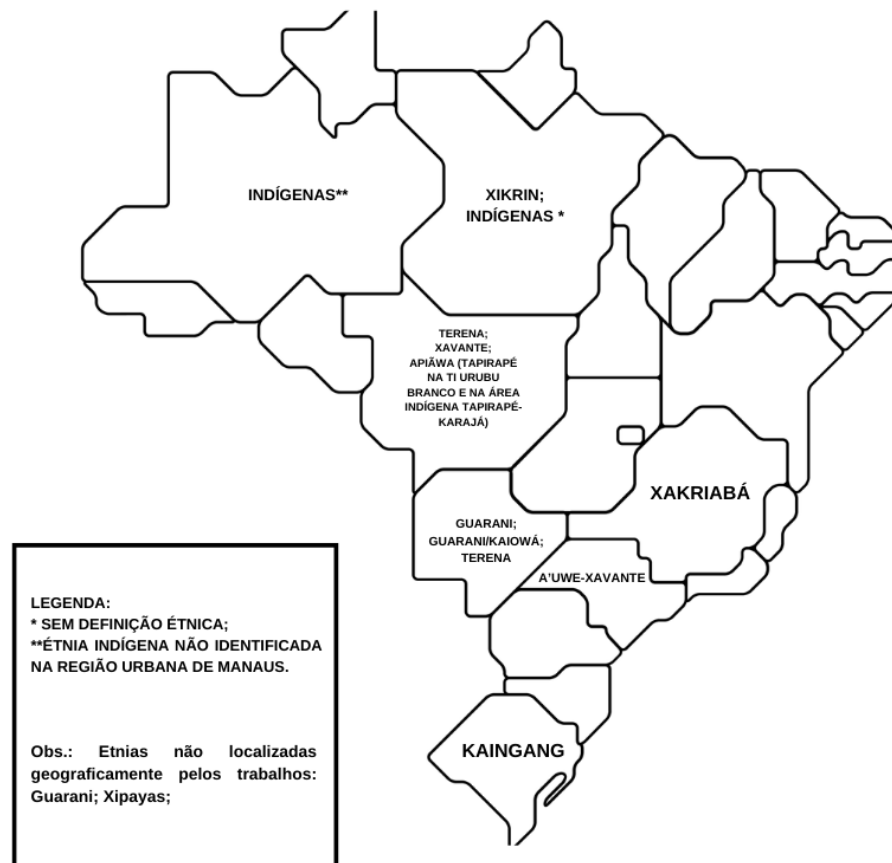 INDÍGENAS**
XIKRIN;
INDÍGENAS *
TERENA;
XAVANTE;
APIÃWA (TAPIRAPÉ
NA TI URUBU
BRANCO E NA ÁREA
INDÍGENA TAPIRAPÉ-
KARAJÁ)
XAKRIABÁ
GUARANI;
GUARANI/KAIOWÁ;
TERENA
A'UWE-XAVANTE
KAINGANG
LEGENDA:
* SEM DEFINIÇÃO ÉTNICA;
**ÉTNIA INDÍGENA NÃO IDENTIFICADA
NA REGIÃO URBANA DE MANAUS.
Obs.: Etnias não localizadas
geograficamente pelos trabalhos:
Guarani; Xipayas;